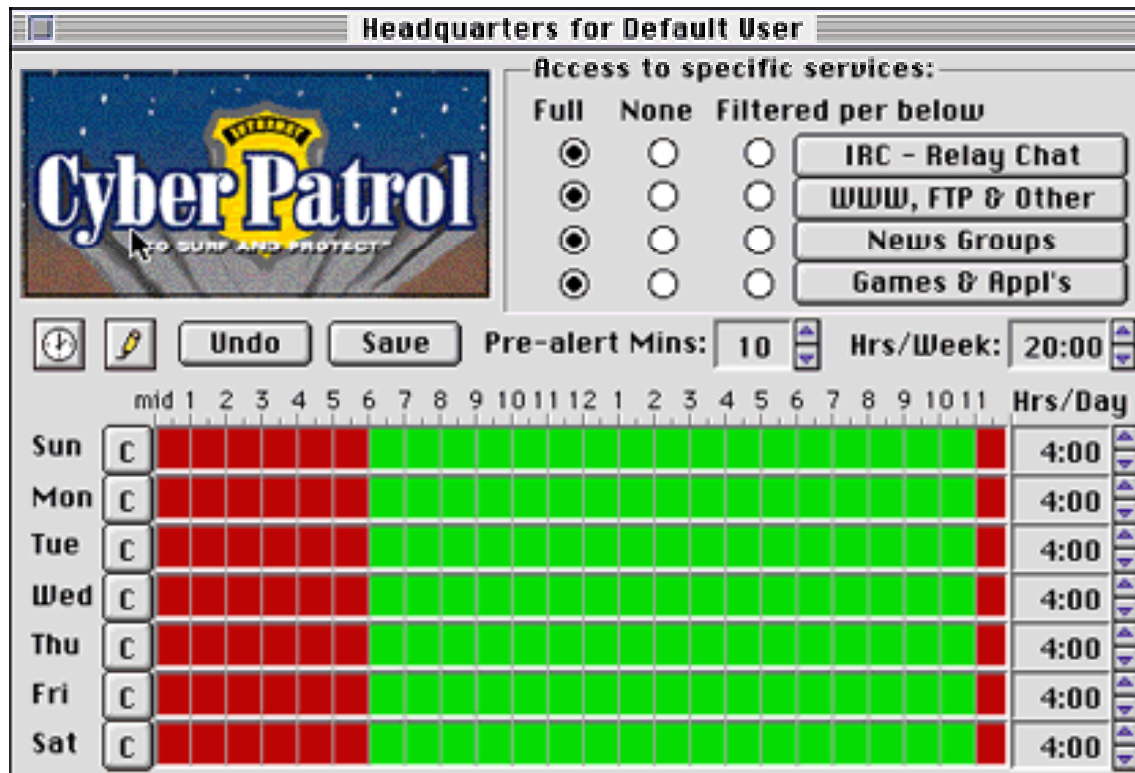 Headquarters for Default User
Access to specific services:
Full None Filtered per below
IRC - Relay Chat
WWW, FTP & Other
News Groups
Games & Appl's
CyberPatrol
TO SURF AND PROTECT™
Undo Save Pre-alert Mins: 10 Hrs/Week: 20:00
mid 1 2 3 4 5 6 7 8 9 10 11 12 1 2 3 4 5 6 7 8 9 10 11 Hrs/Day
Sun C 4:00
Mon C 4:00
Tue C 4:00
Wed C 4:00
Thu C 4:00
Fri C 4:00
Sat C 4:00